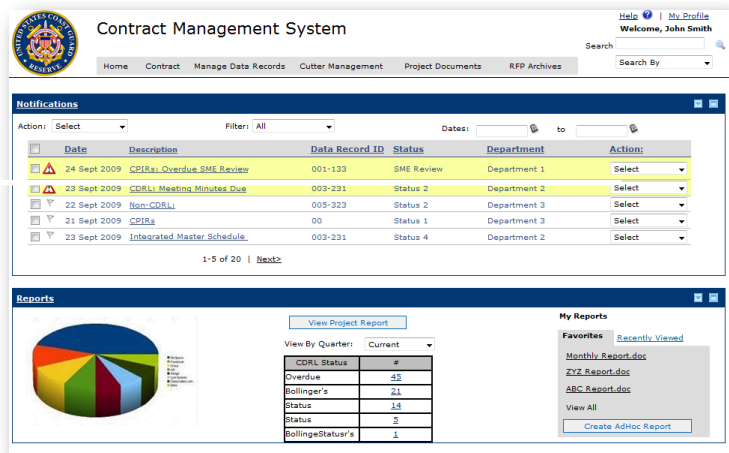 UNITED STATES COAST GUARD
RESERVE
Contract Management System
Help ? | My Profile
Welcome, John Smith
Search
Search By
Home Contract Manage Data Records Cutter Management Project Documents RFP Archives
Notifications
Action: Select Filter: All Dates: to
Date Description Data Record ID Status Department Action:
24 Sept 2009 CPIRs: Overdue SME Review 001-133 SME Review Department 1 Select
23 Sept 2009 CDRL: Meeting Minutes Due 003-231 Status 2 Department 2 Select
22 Sept 2009 Non-CDRL: 005-323 Status 2 Department 3 Select
21 Sept 2009 CPIRs 00 Status 1 Department 3 Select
23 Sept 2009 Integrated Master Schedule 003-231 Status 4 Department 2 Select
1-5 of 20 | Next>
Reports
View Project Report
View By Quarter: Current
CDRL Status #
Overdue 45
Bollinger's 21
Status 14
Status 5
BollingeStatusr's 1
My Reports
Favorites Recently Viewed
Monthly Report.doc
ZYZ Report.doc
ABC Report.doc
View All
Create AdHoc Report